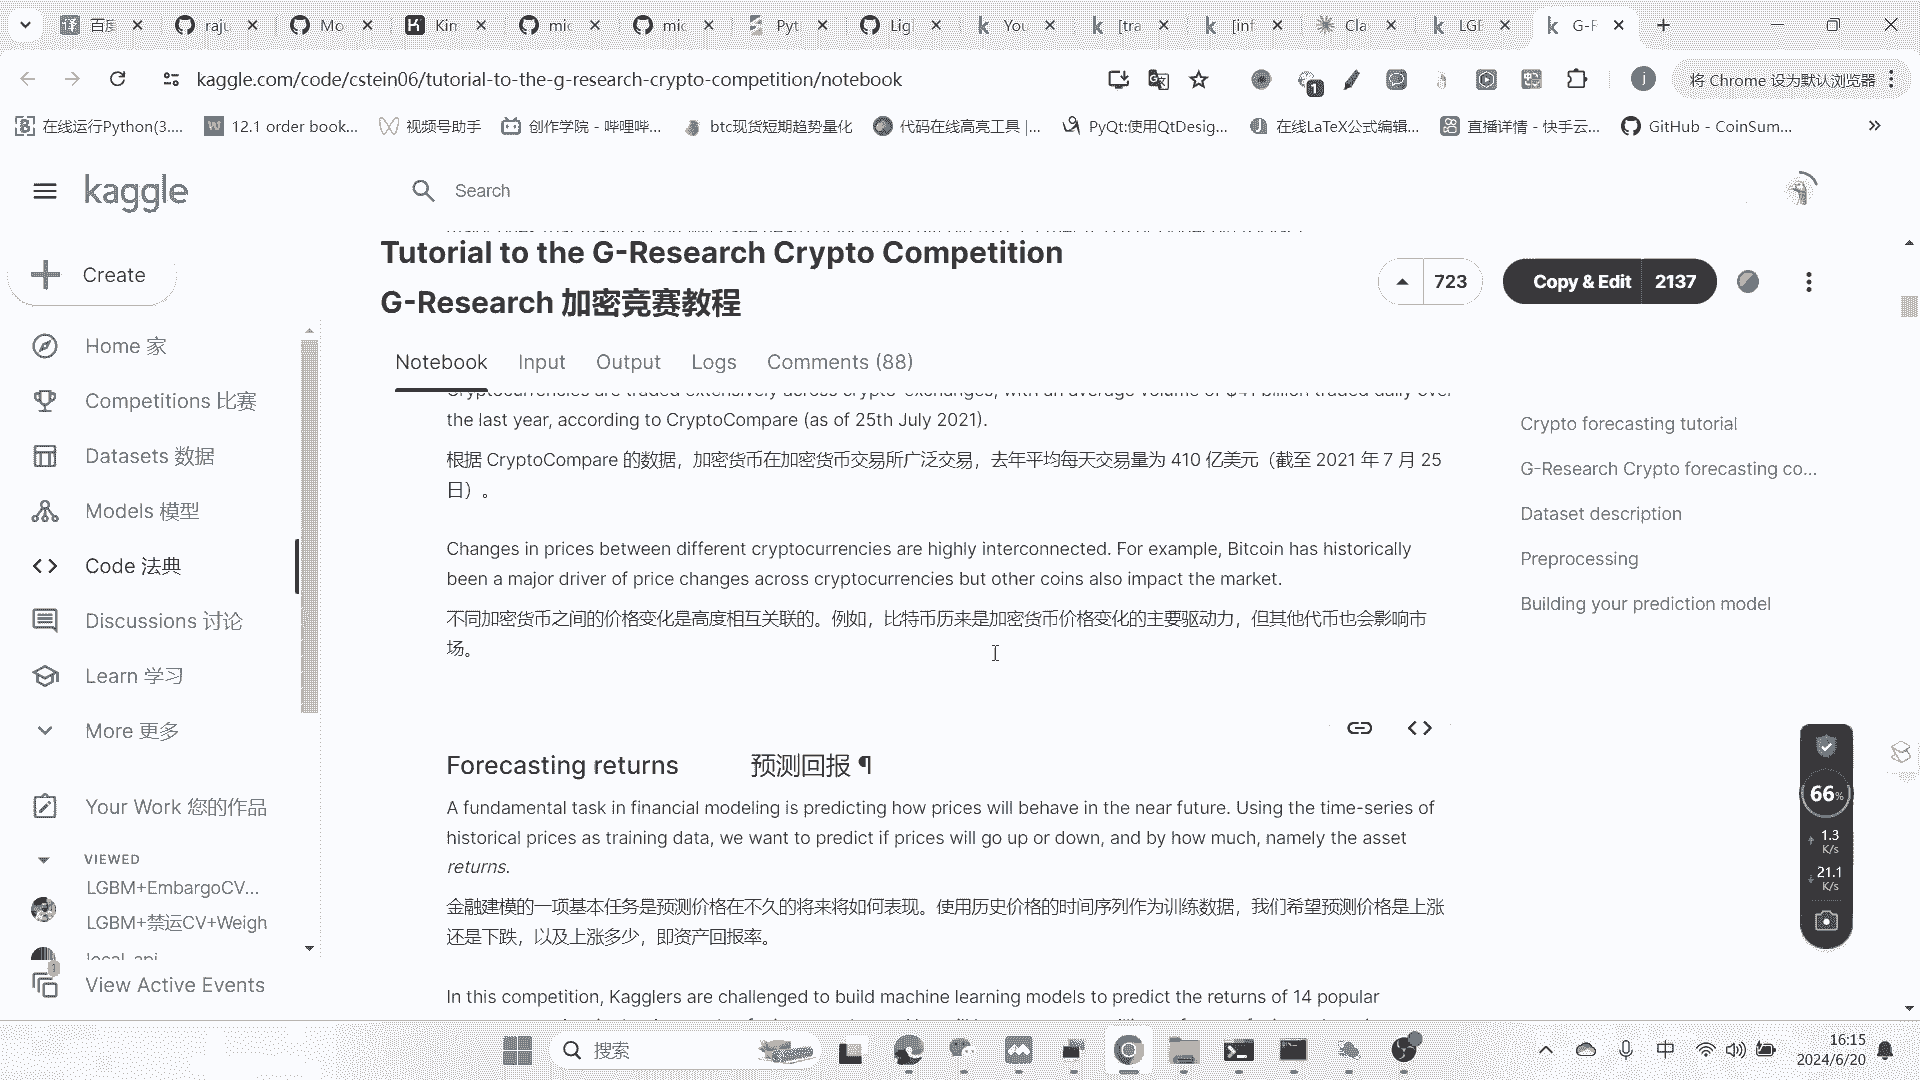 百度
raju
Mo
Kim
mic
mic
Pyt
Ligl
You
[tra
[inf
Cla
LGE
G-F
kaggle.com/code/cstein06/tutorial-to-the-g-research-crypto-competition/notebook
1
j
将 Chrome 设为默认浏览器
在线运行Python(3....
12.1 order book...
视频号助手
创作学院 - 哔哩哔...
btc现货短期趋势量化
代码在线高亮工具 |...
PyQt:使用QtDesig...
在线LaTeX公式编辑...
直播详情 - 快手云...
GitHub - CoinSum...
kaggle
Search
Create
Home 家
Competitions 比赛
Datasets 数据
Models 模型
Code 法典
Discussions 讨论
Learn 学习
More 更多
Your Work 您的作品
VIEWED
LGBM+EmbargoCV...
LGBM+禁运CV+Weigh
local_api
View Active Events
Tutorial to the G-Research Crypto Competition
G-Research 加密竞赛教程
723
Copy & Edit 2137
Notebook
Input
Output
Logs
Comments (88)
Cryptocurrencies are traded extensively across crypto-exchanges, with an average volume of $41 billion traded daily over
the last year, according to CryptoCompare (as of 25th July 2021).
根据 CryptoCompare 的数据，加密货币在加密货币交易所广泛交易，去年平均每天交易量为 410 亿美元（截至 2021 年 7 月 25
日）。
Changes in prices between different cryptocurrencies are highly interconnected. For example, Bitcoin has historically
been a major driver of price changes across cryptocurrencies but other coins also impact the market.
不同加密货币之间的价格变化是高度相互关联的。例如，比特币历来是加密货币价格变化的主要驱动力，但其他代币也会影响市
场。
Forecasting returns 预测回报 ¶
A fundamental task in financial modeling is predicting how prices will behave in the near future. Using the time-series of
historical prices as training data, we want to predict if prices will go up or down, and by how much, namely the asset
returns.
金融建模的一项基本任务是预测价格在不久的将来将如何表现。使用历史价格的时间序列作为训练数据，我们希望预测价格是上涨
还是下跌，以及上涨多少，即资产回报率。
In this competition, Kagglers are challenged to build machine learning models to predict the returns of 14 popular
Crypto forecasting tutorial
G-Research Crypto forecasting co...
Dataset description
Preprocessing
Building your prediction model
66%
1.3
K/s
21.1
K/s
搜索
中
16:15
2024/6/20